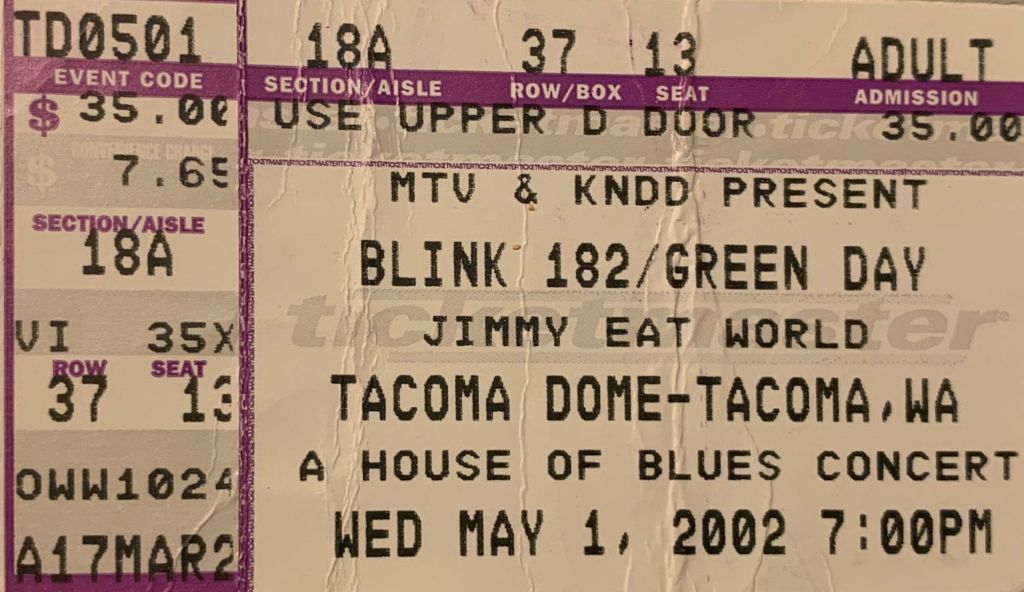 TD0501 18A 37 13 ADULT
EVENT CODE SECTION/AISLE ROW/BOX SEAT ADMISSION
$ 35.00 USE UPPER D DOOR 35.00
CONVENIENCE CHARGE
$ 7.65
MTV & KNDD PRESENT
SECTION/AISLE
18A BLINK 182/GREEN DAY
ticketmaster
VI 35X JIMMY EAT WORLD
ROW SEAT
37 13 TACOMA DOME-TACOMA,WA
OWW1024 A HOUSE OF BLUES CONCERT
A17MAR2 WED MAY 1, 2002 7:00PM